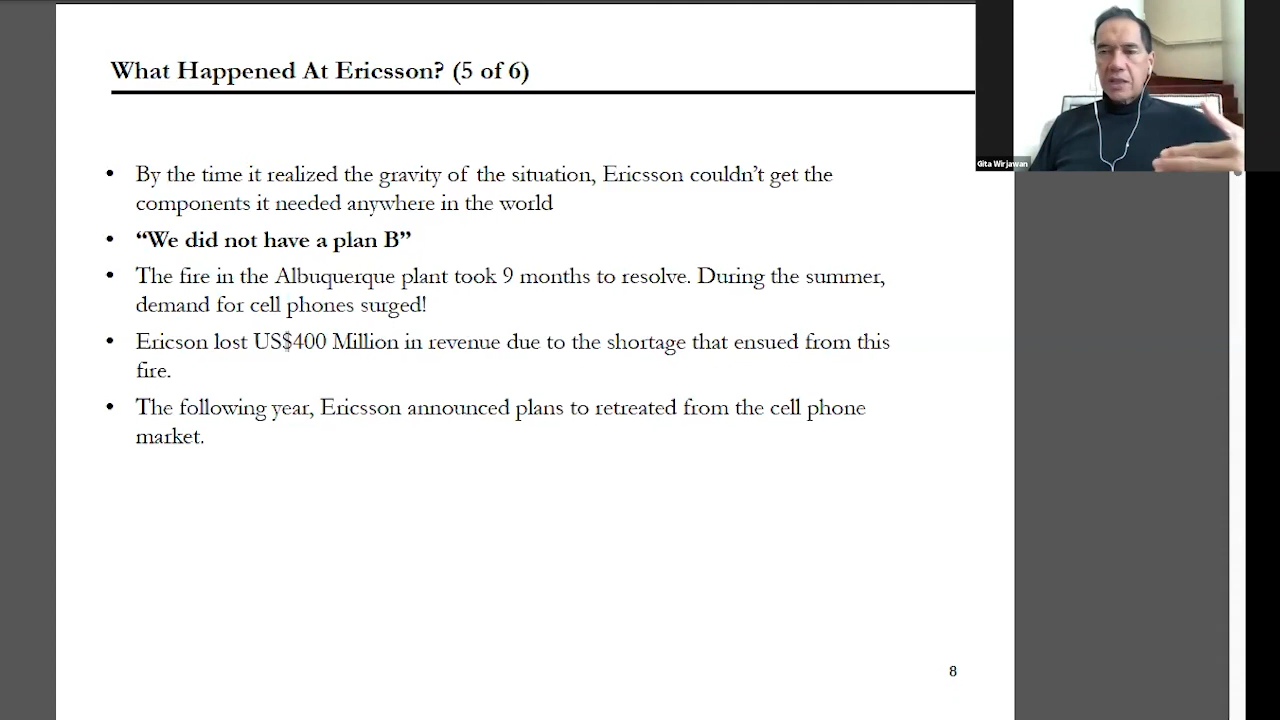 What Happened At Ericsson? (5 of 6)
Gita Wirjawan
• By the time it realized the gravity of the situation, Ericsson couldn’t get the
components it needed anywhere in the world
• “We did not have a plan B”
• The fire in the Albuquerque plant took 9 months to resolve. During the summer,
demand for cell phones surged!
• Ericson lost US$400 Million in revenue due to the shortage that ensued from this
fire.
• The following year, Ericsson announced plans to retreated from the cell phone
market.
8